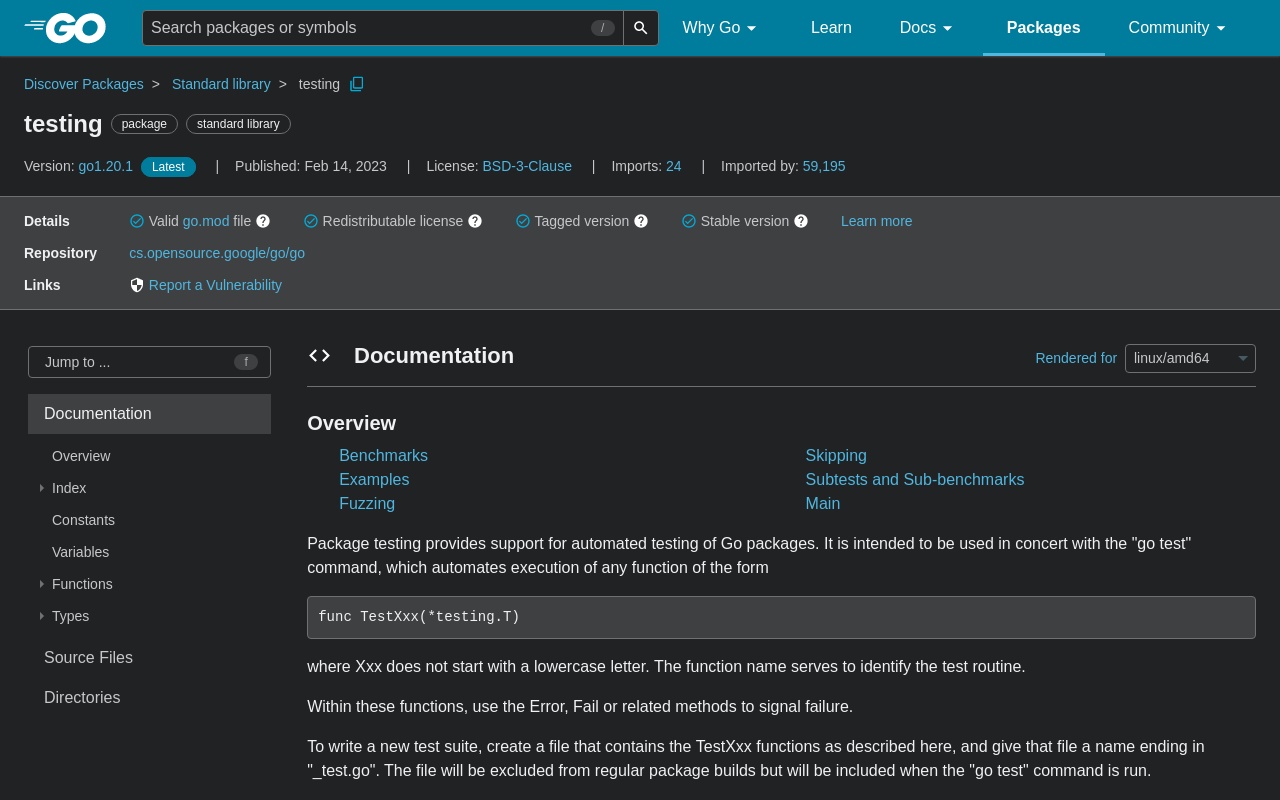 GO
Search packages or symbols /
Why Go
Learn
Docs
Packages
Community
Discover Packages > Standard library > testing
testing package standard library
Version: go1.20.1 Latest | Published: Feb 14, 2023 | License: BSD-3-Clause | Imports: 24 | Imported by: 59,195
Details Valid go.mod file Redistributable license Tagged version Stable version Learn more
Repository cs.opensource.google/go/go
Links Report a Vulnerability
Jump to ... f
Documentation
Overview
Index
Constants
Variables
Functions
Types
Source Files
Directories
Documentation
Rendered for linux/amd64
Overview
Benchmarks
Examples
Fuzzing
Skipping
Subtests and Sub-benchmarks
Main
Package testing provides support for automated testing of Go packages. It is intended to be used in concert with the "go test"
command, which automates execution of any function of the form
func TestXxx(*testing.T)
where Xxx does not start with a lowercase letter. The function name serves to identify the test routine.
Within these functions, use the Error, Fail or related methods to signal failure.
To write a new test suite, create a file that contains the TestXxx functions as described here, and give that file a name ending in
"_test.go". The file will be excluded from regular package builds but will be included when the "go test" command is run.